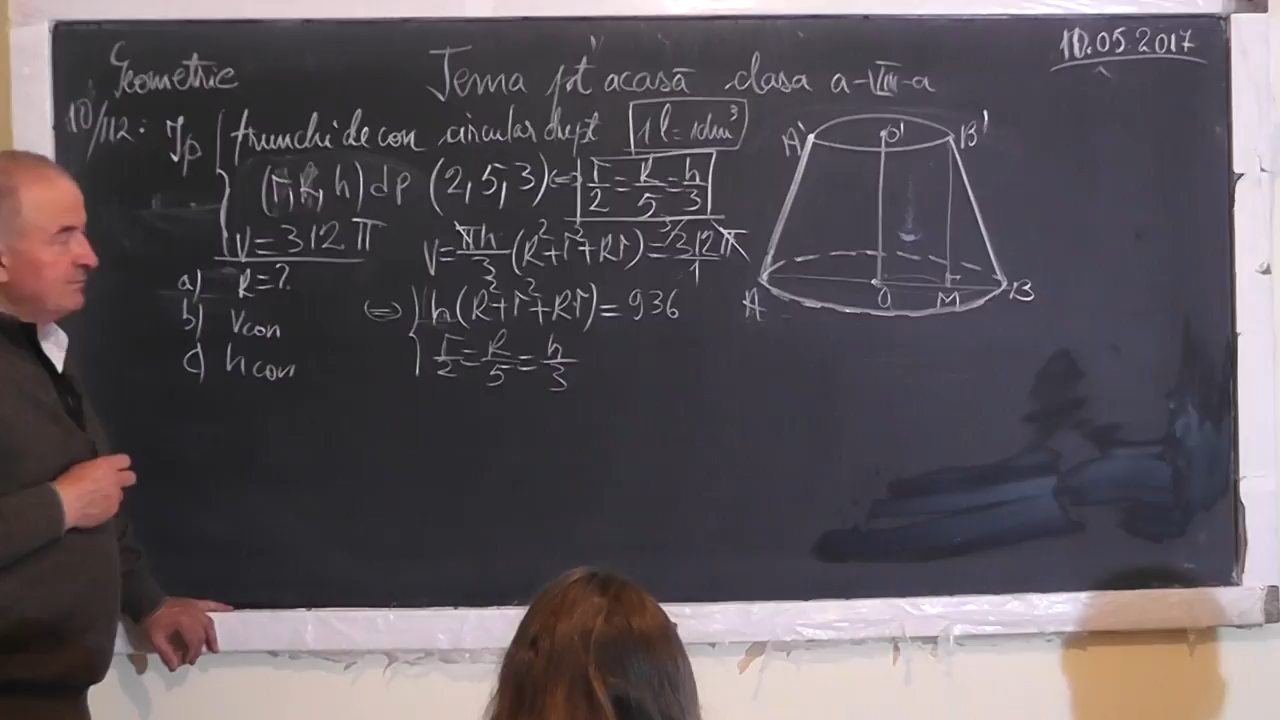 10.05.2017
Geometrie Tema pt acasă clasa a-VIII-a
10/112: Ip { trunchi de con circular drept 1 l = 1dm³
(r, R, h) dp (2, 5, 3) ⇔ r/2 = R/5 = h/3
V = 312 π V = πh/3 (R² + r² + Rr) = 312π/1
a) R = ?
b) Vcon
c) hcon
⇔ { h(R² + r² + Rr) = 936
r/2 = R/5 = h/3
A' O' B'
A O M B